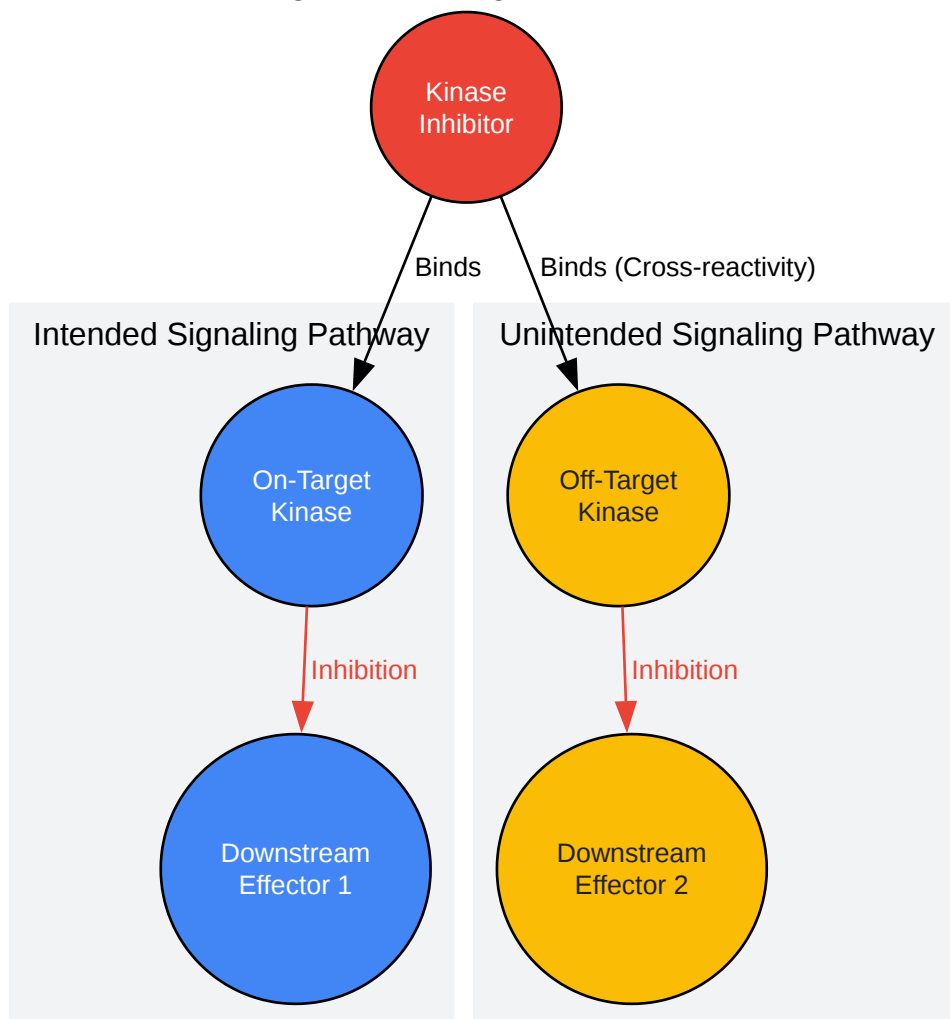 Kinase
Inhibitor
Binds
Binds (Cross-reactivity)
Intended Signaling Pathway
Unintended Signaling Pathway
On-Target
Kinase
Off-Target
Kinase
Inhibition
Inhibition
Downstream
Effector 1
Downstream
Effector 2